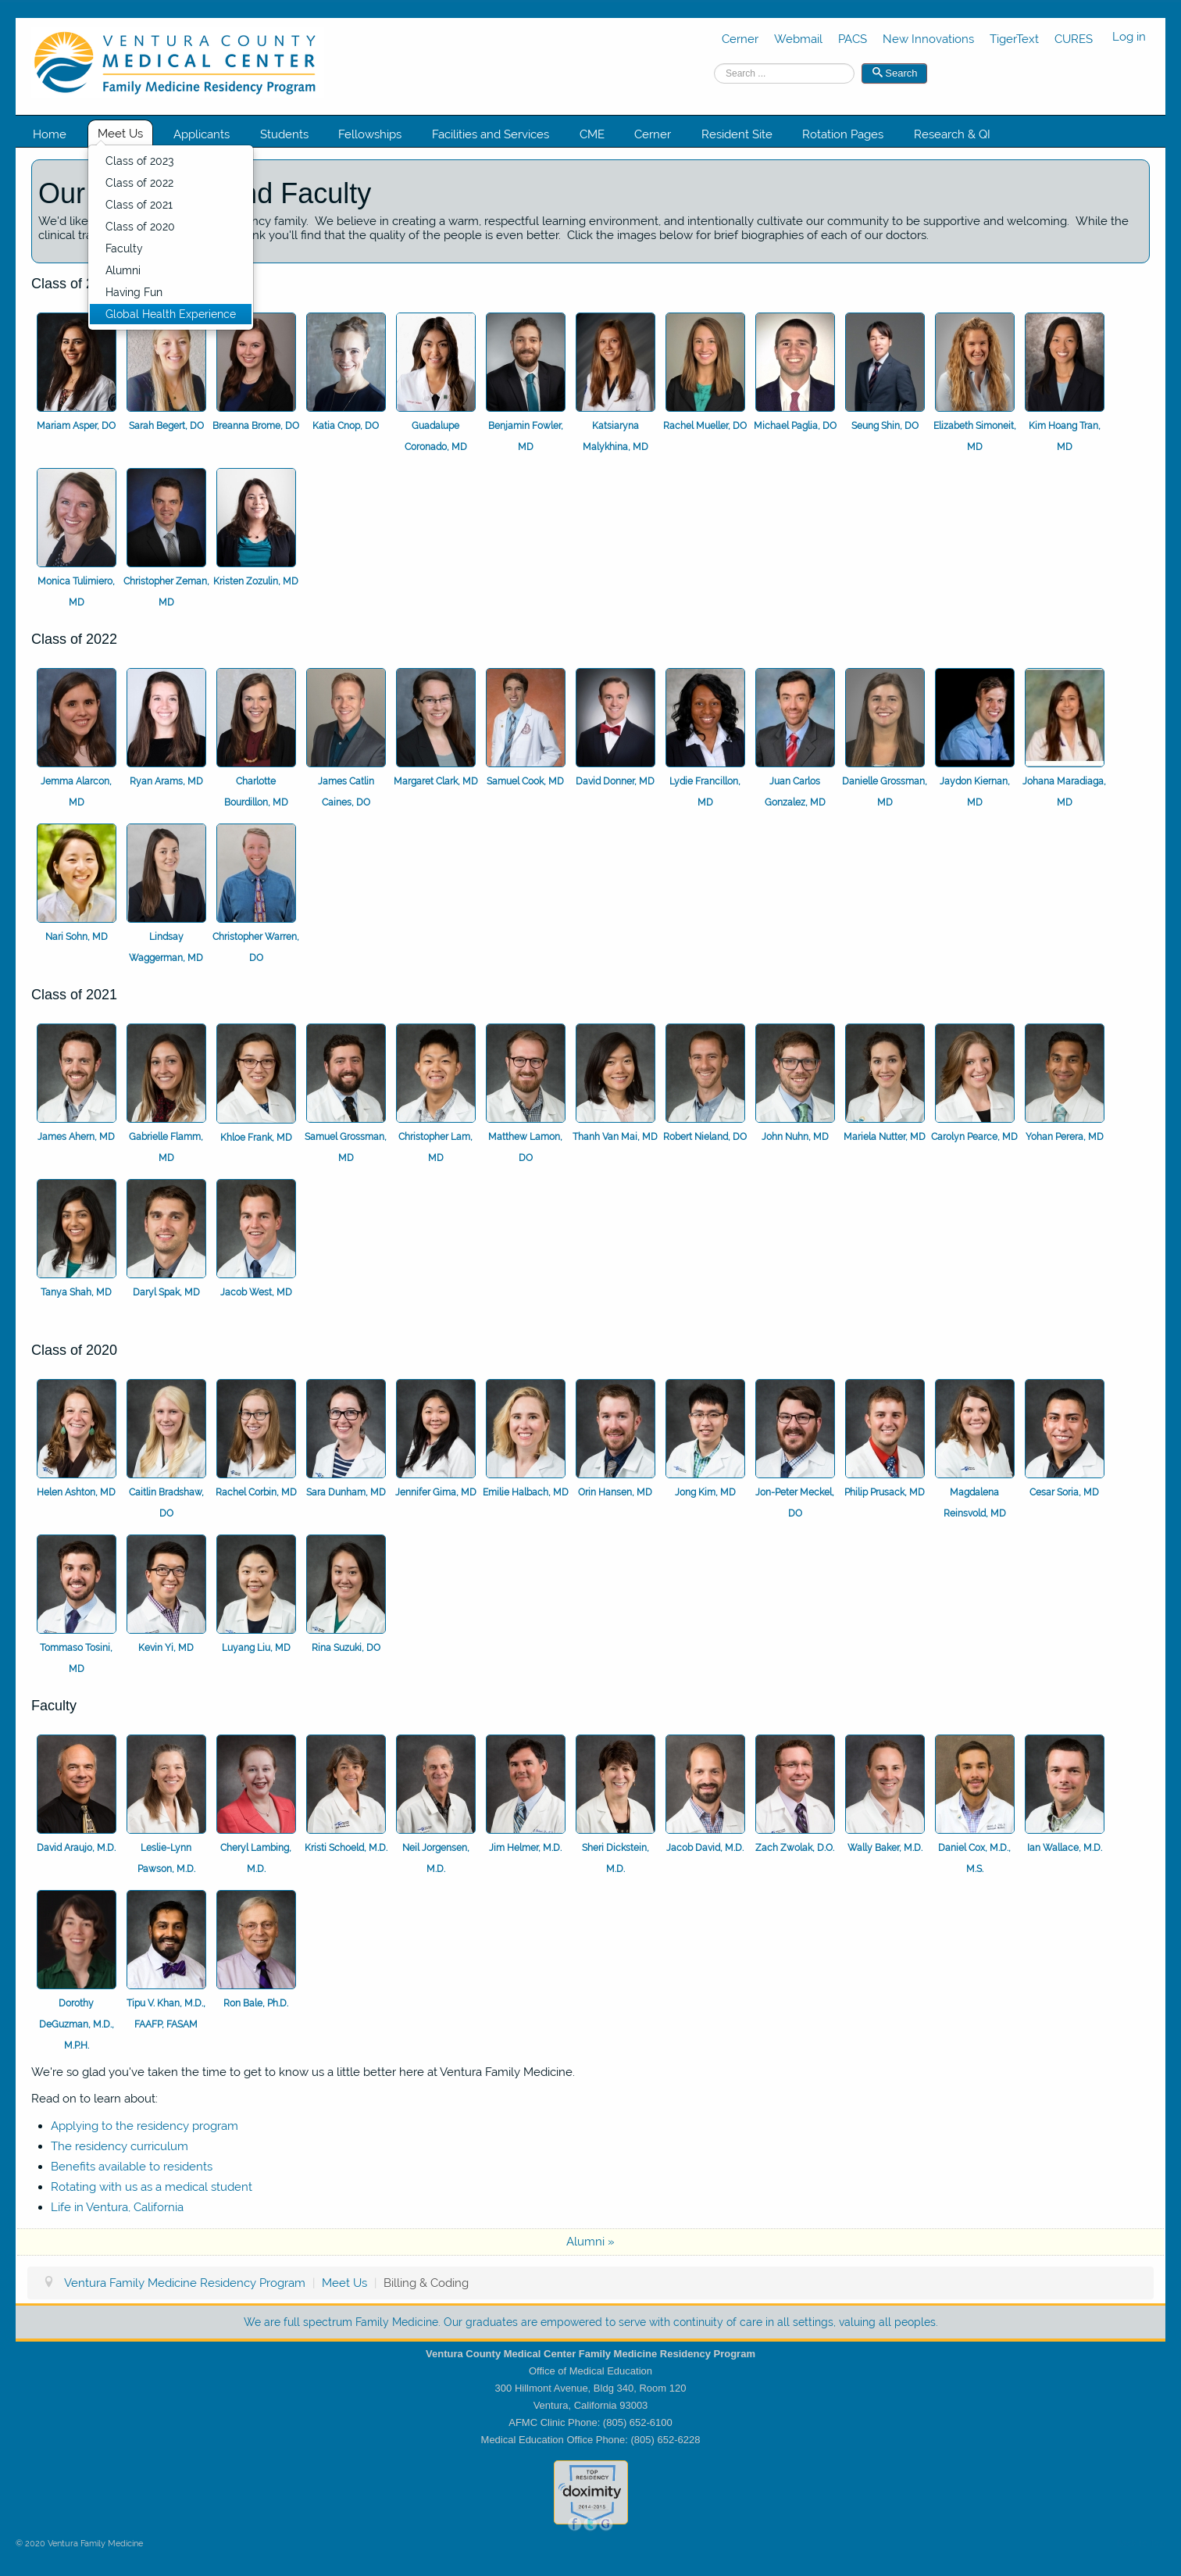 VENTURA COUNTY
MEDICAL CENTER
Family Medicine Residency Program
Cerner Webmail PACS New Innovations TigerText CURES Log in
Search ... Search
Home Meet Us Applicants Students Fellowships Facilities and Services CME Cerner Resident Site Rotation Pages Research & QI
Class of 2023
Class of 2022
Class of 2021
Class of 2020
Faculty
Alumni
Having Fun
Global Health Experience
Our nd Faculty
We'd like ncy family. We believe in creating a warm, respectful learning environment, and intentionally cultivate our community to be supportive and welcoming. While the
clinical tra nk you'll find that the quality of the people is even better. Click the images below for brief biographies of each of our doctors.
Class of 2
Mariam Asper, DO Sarah Begert, DO Breanna Brome, DO Katia Cnop, DO Guadalupe Benjamin Fowler, Katsiaryna Rachel Mueller, DO Michael Paglia, DO Seung Shin, DO Elizabeth Simoneit, Kim Hoang Tran,
Coronado, MD MD Malykhina, MD MD MD
Monica Tulimiero, Christopher Zeman, Kristen Zozulin, MD
MD MD
Class of 2022
Jemma Alarcon, Ryan Arams, MD Charlotte James Catlin Margaret Clark, MD Samuel Cook, MD David Donner, MD Lydie Francillon, Juan Carlos Danielle Grossman, Jaydon Kiernan, Johana Maradiaga,
MD Bourdillon, MD Caines, DO MD Gonzalez, MD MD MD MD
Nari Sohn, MD Lindsay Christopher Warren,
Waggerman, MD DO
Class of 2021
James Ahern, MD Gabrielle Flamm, Khloe Frank, MD Samuel Grossman, Christopher Lam, Matthew Lamon, Thanh Van Mai, MD Robert Nieland, DO John Nuhn, MD Mariela Nutter, MD Carolyn Pearce, MD Yohan Perera, MD
MD MD MD DO
Tanya Shah, MD Daryl Spak, MD Jacob West, MD
Class of 2020
Helen Ashton, MD Caitlin Bradshaw, Rachel Corbin, MD Sara Dunham, MD Jennifer Gima, MD Emilie Halbach, MD Orin Hansen, MD Jong Kim, MD Jon-Peter Meckel, Philip Prusack, MD Magdalena Cesar Soria, MD
DO DO Reinsvold, MD
Tommaso Tosini, Kevin Yi, MD Luyang Liu, MD Rina Suzuki, DO
MD
Faculty
David Araujo, M.D. Leslie-Lynn Cheryl Lambing, Kristi Schoeld, M.D. Neil Jorgensen, Jim Helmer, M.D. Sheri Dickstein, Jacob David, M.D. Zach Zwolak, D.O. Wally Baker, M.D. Daniel Cox, M.D., Ian Wallace, M.D.
Pawson, M.D. M.D. M.D. M.D. M.S.
Dorothy Tipu V. Khan, M.D., Ron Bale, Ph.D.
DeGuzman, M.D., FAAFP, FASAM
M.P.H.
We're so glad you've taken the time to get to know us a little better here at Ventura Family Medicine.
Read on to learn about:
Applying to the residency program
The residency curriculum
Benefits available to residents
Rotating with us as a medical student
Life in Ventura, California
Alumni »
Ventura Family Medicine Residency Program | Meet Us | Billing & Coding
We are full spectrum Family Medicine. Our graduates are empowered to serve with continuity of care in all settings, valuing all peoples.
Ventura County Medical Center Family Medicine Residency Program
Office of Medical Education
300 Hillmont Avenue, Bldg 340, Room 120
Ventura, California 93003
AFMC Clinic Phone: (805) 652-6100
Medical Education Office Phone: (805) 652-6228
TOP
RESIDENCY
doximity
2014-2015
© 2020 Ventura Family Medicine